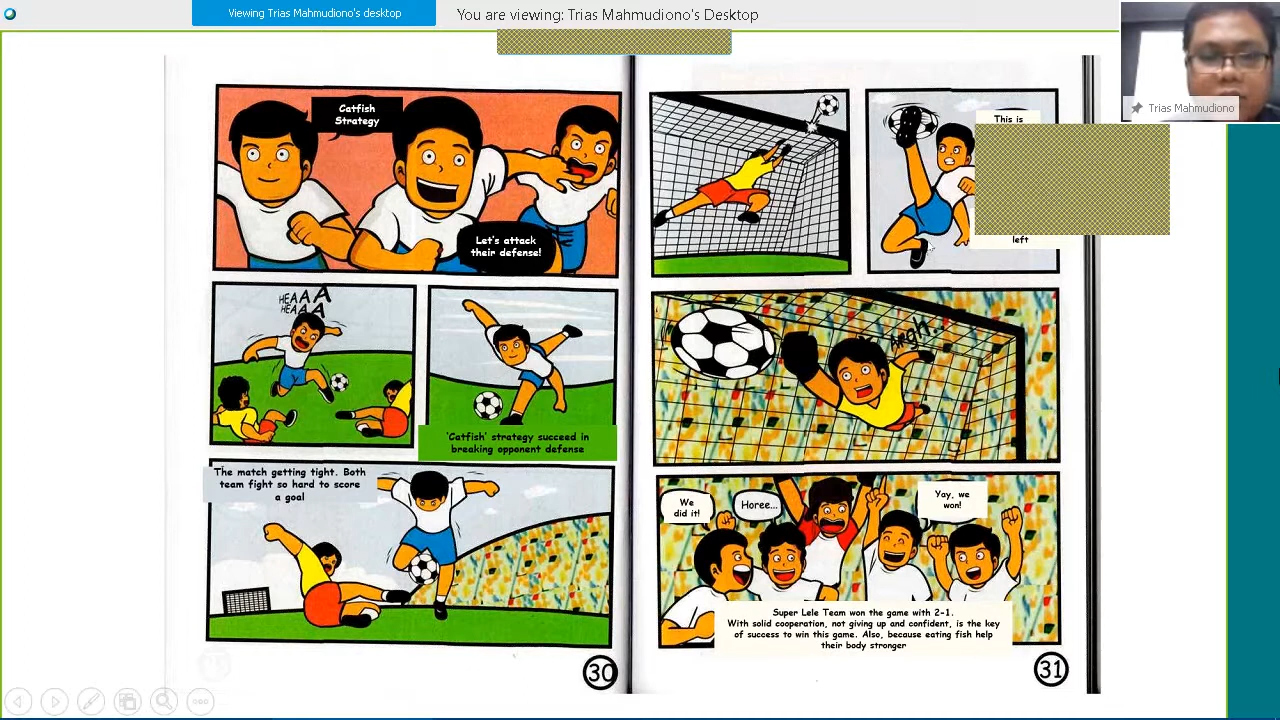 Viewing Trias Mahmudiono's desktop
You are viewing: Trias Mahmudiono's Desktop
Trias Mahmudiono
Catfish
Strategy
Let's attack
their defense!
HEAAA
HEAAA
'Catfish' strategy succeed in
breaking opponent defense
The match getting tight. Both
team fight so hard to score
a goal
30
This is
left
ARGH
We
did it!
Horee...
Yay, we
won!
Super Lele Team won the game with 2-1.
With solid cooperation, not giving up and confident, is the key
of success to win this game. Also, because eating fish help
their body stronger
31